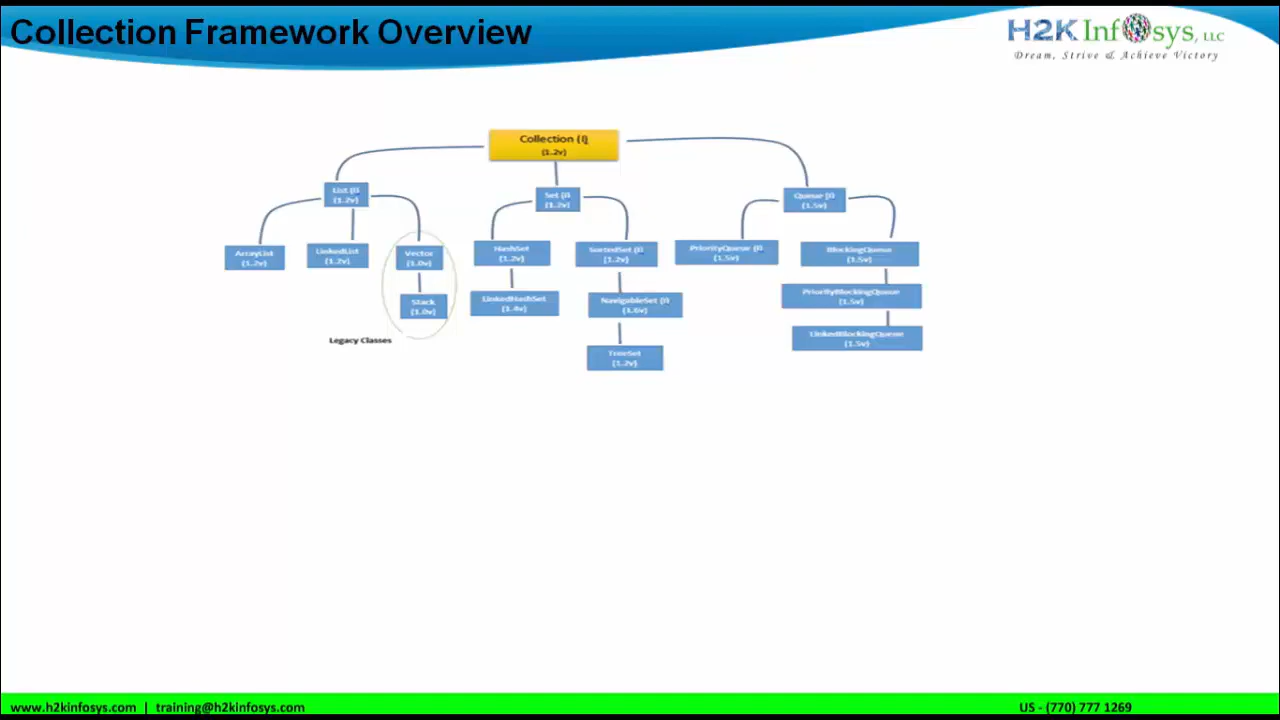 Collection Framework Overview
H2K Infosys, LLC
Dream, Strive & Achieve Victory
Collection (I)
(1.2v)
List (I)
(1.2v)
Set (I)
(1.2v)
Queue (I)
(1.5v)
ArrayList
(1.2v)
LinkedList
(1.2v)
Vector
(1.0v)
HashSet
(1.2v)
SortedSet (I)
(1.2v)
PriorityQueue (I)
(1.5v)
BlockingQueue
(1.5v)
Stack
(1.0v)
LinkedHashSet
(1.4v)
NavigableSet (I)
(1.6v)
PriorityBlockingQueue
(1.5v)
Legacy Classes
TreeSet
(1.2v)
LinkedBlockingQueue
(1.5v)
www.h2kinfosys.com | training@h2kinfosys.com
US - (770) 777 1269